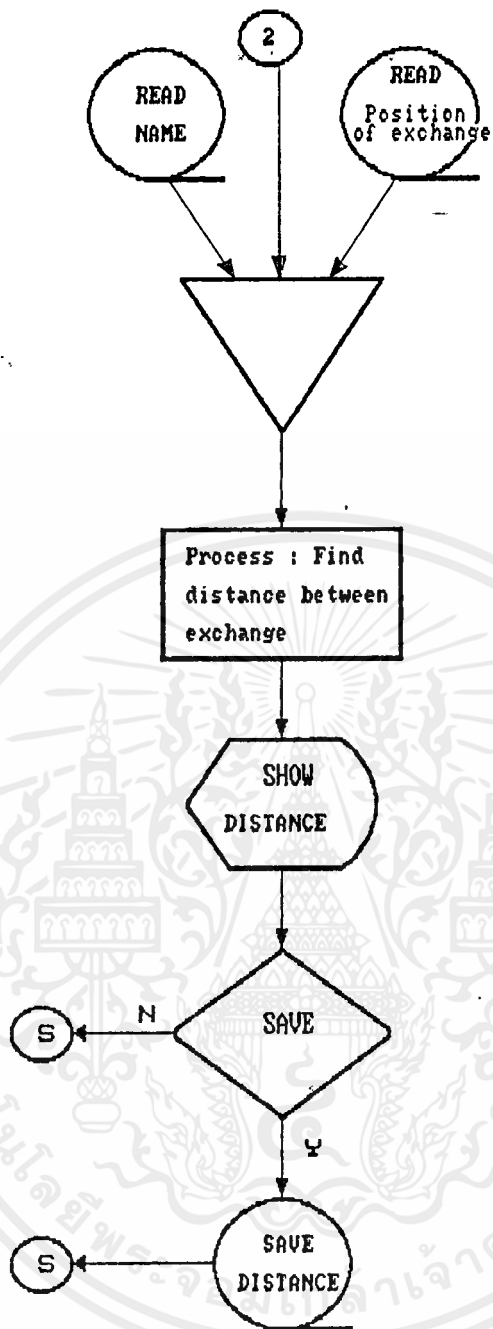 2
READ
NAME
READ
Position
of exchange
Process : Find
distance between
exchange
SHOW
DISTANCE
SAVE
N
S
Y
SAVE
DISTANCE
S